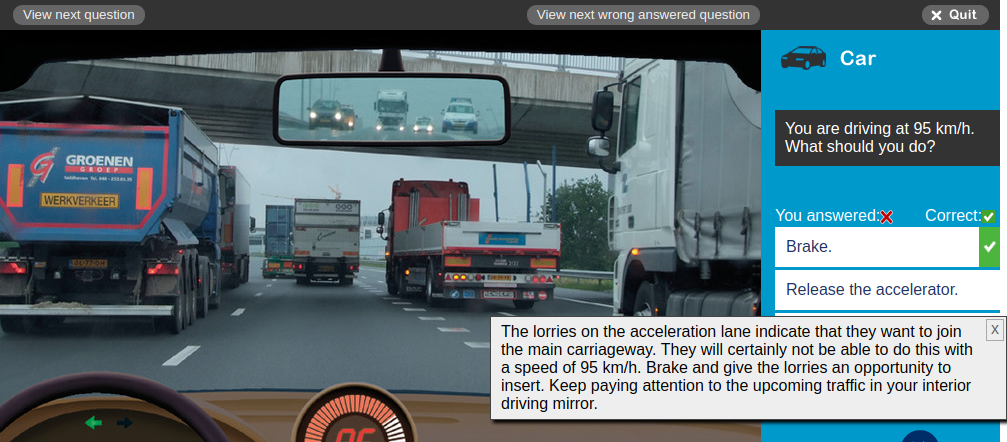 View next question
View next wrong answered question
Quit
Car
You are driving at 95 km/h.
What should you do?
You answered:
Correct:
Brake.
Release the accelerator.
The lorries on the acceleration lane indicate that they want to join
the main carriageway. They will certainly not be able to do this with
a speed of 95 km/h. Brake and give the lorries an opportunity to
insert. Keep paying attention to the upcoming traffic in your interior
driving mirror.
X
GROENEN
GROEP
WERKVERKEER